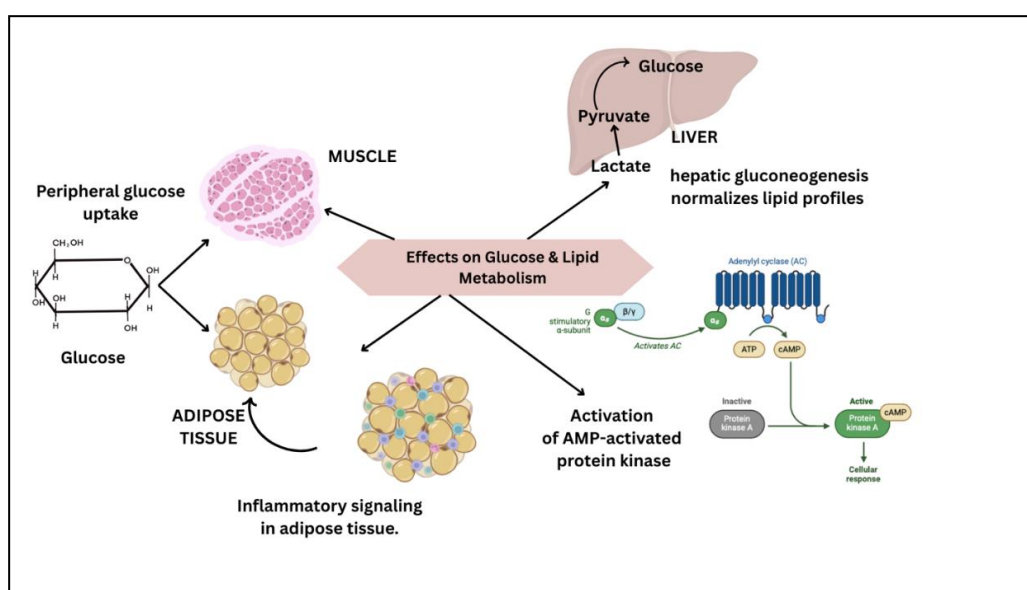 Glucose
Pyruvate
LIVER
Lactate
hepatic gluconeogenesis
normalizes lipid profiles
MUSCLE
Peripheral glucose
uptake
CH₂OH
O
H
H
OH
OH
OH
H
H
H
OH
Glucose
Effects on Glucose & Lipid
Metabolism
Adenylyl cyclase (AC)
G
stimulatory
α-subunit
αs
β/γ
αs
Activates AC
ATP
cAMP
Inactive
Protein
kinase A
Active
Protein
kinase A
cAMP
Cellular
response
ADIPOSE
TISSUE
Activation
of AMP-activated
protein kinase
Inflammatory signaling
in adipose tissue.